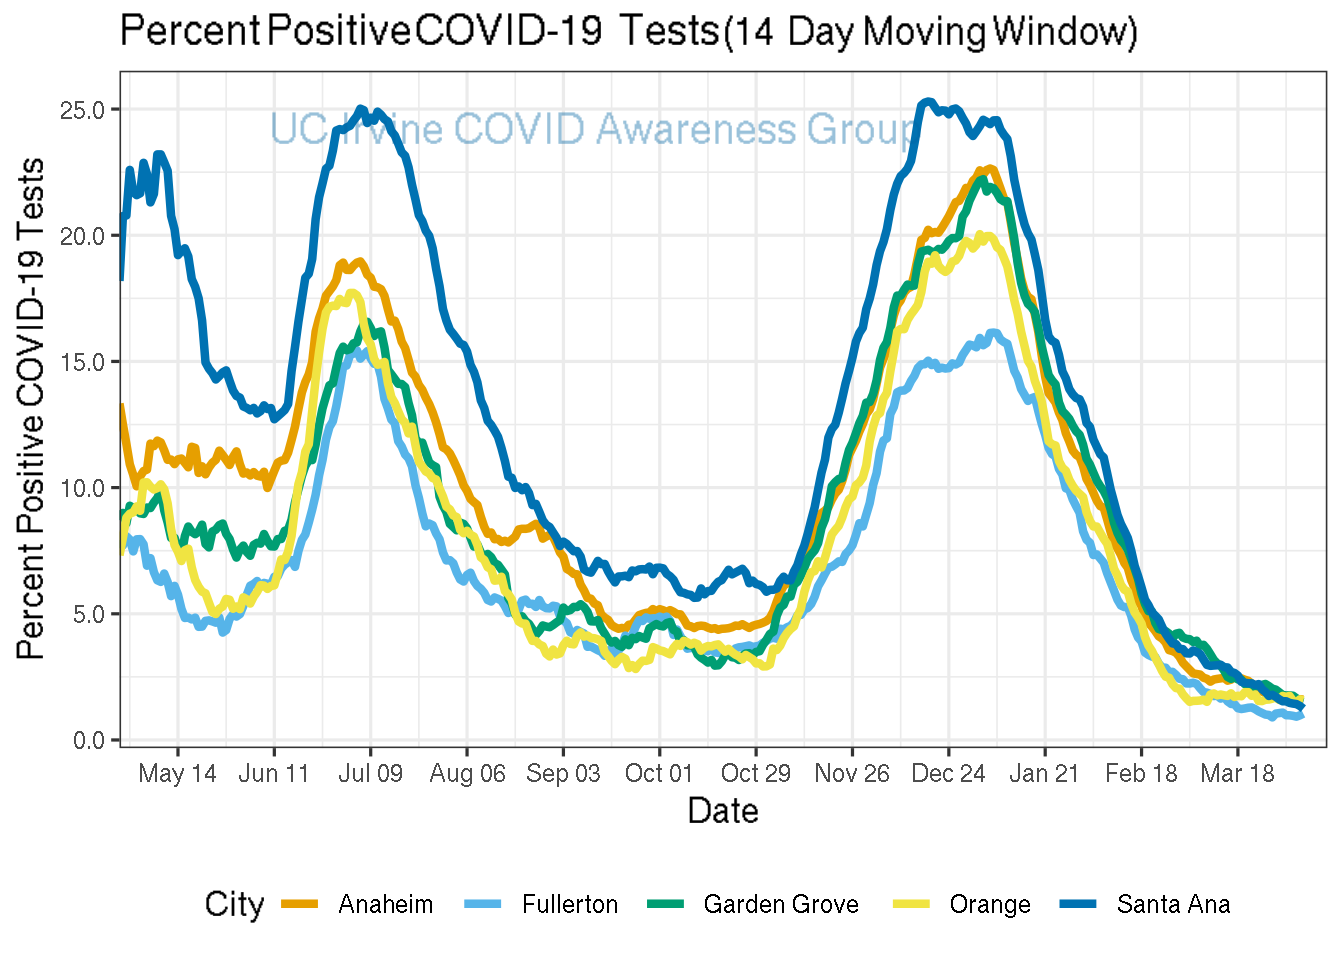 Percent Positive COVID-19 Tests (14 Day Moving Window)
UC Irvine COVID Awareness Group
Percent Positive COVID-19 Tests
25.0
20.0
15.0
10.0
5.0
0.0
May 14 Jun 11 Jul 09 Aug 06 Sep 03 Oct 01 Oct 29 Nov 26 Dec 24 Jan 21 Feb 18 Mar 18
Date
City Anaheim Fullerton Garden Grove Orange Santa Ana